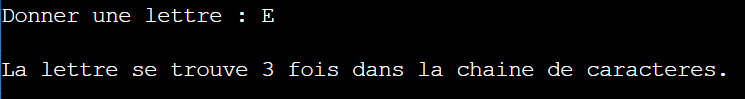 Donner une lettre : E
La lettre se trouve 3 fois dans la chaine de caracteres.